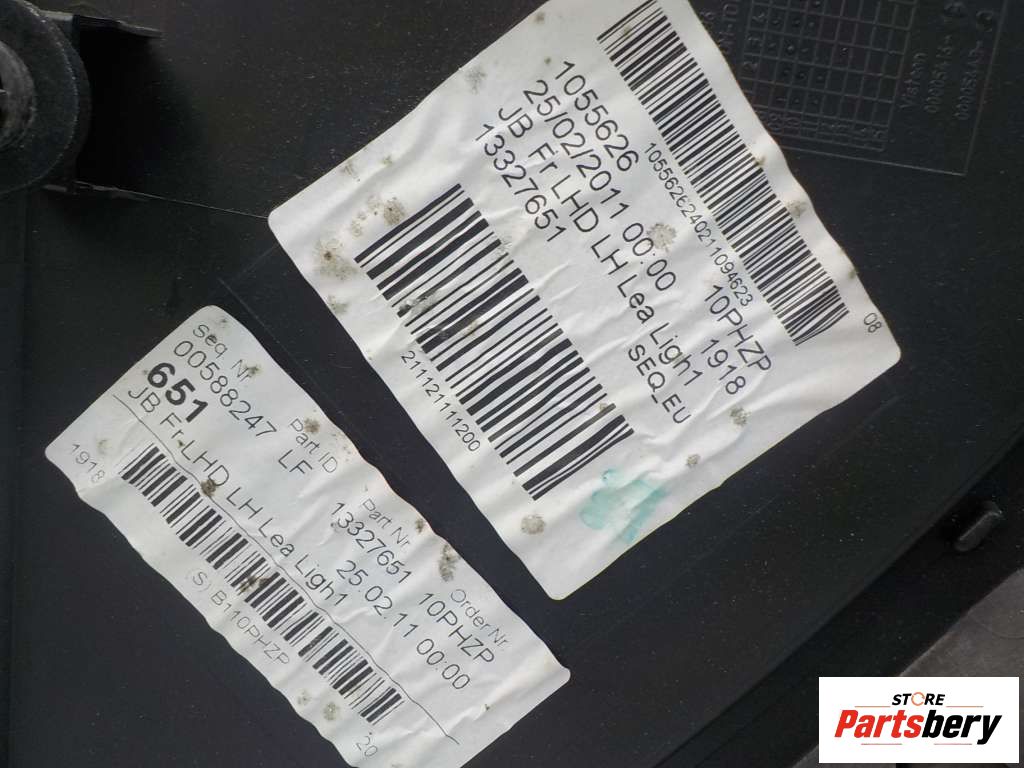 1055626
25/02/2011 00:00 10PHZP
JB Fr LHD LH Lea Ligh1 1918
13327651
SEQ_EU
21112111200
08
Seq. Nr. Part ID Part Nr. Order Nr.
00588247 LF 13327651 10PHZP
651 25.02.11 00:00
JB Fr-LHD LH Lea Ligh1
1918
20
(S) B110PHZP
STORE
Partsbery